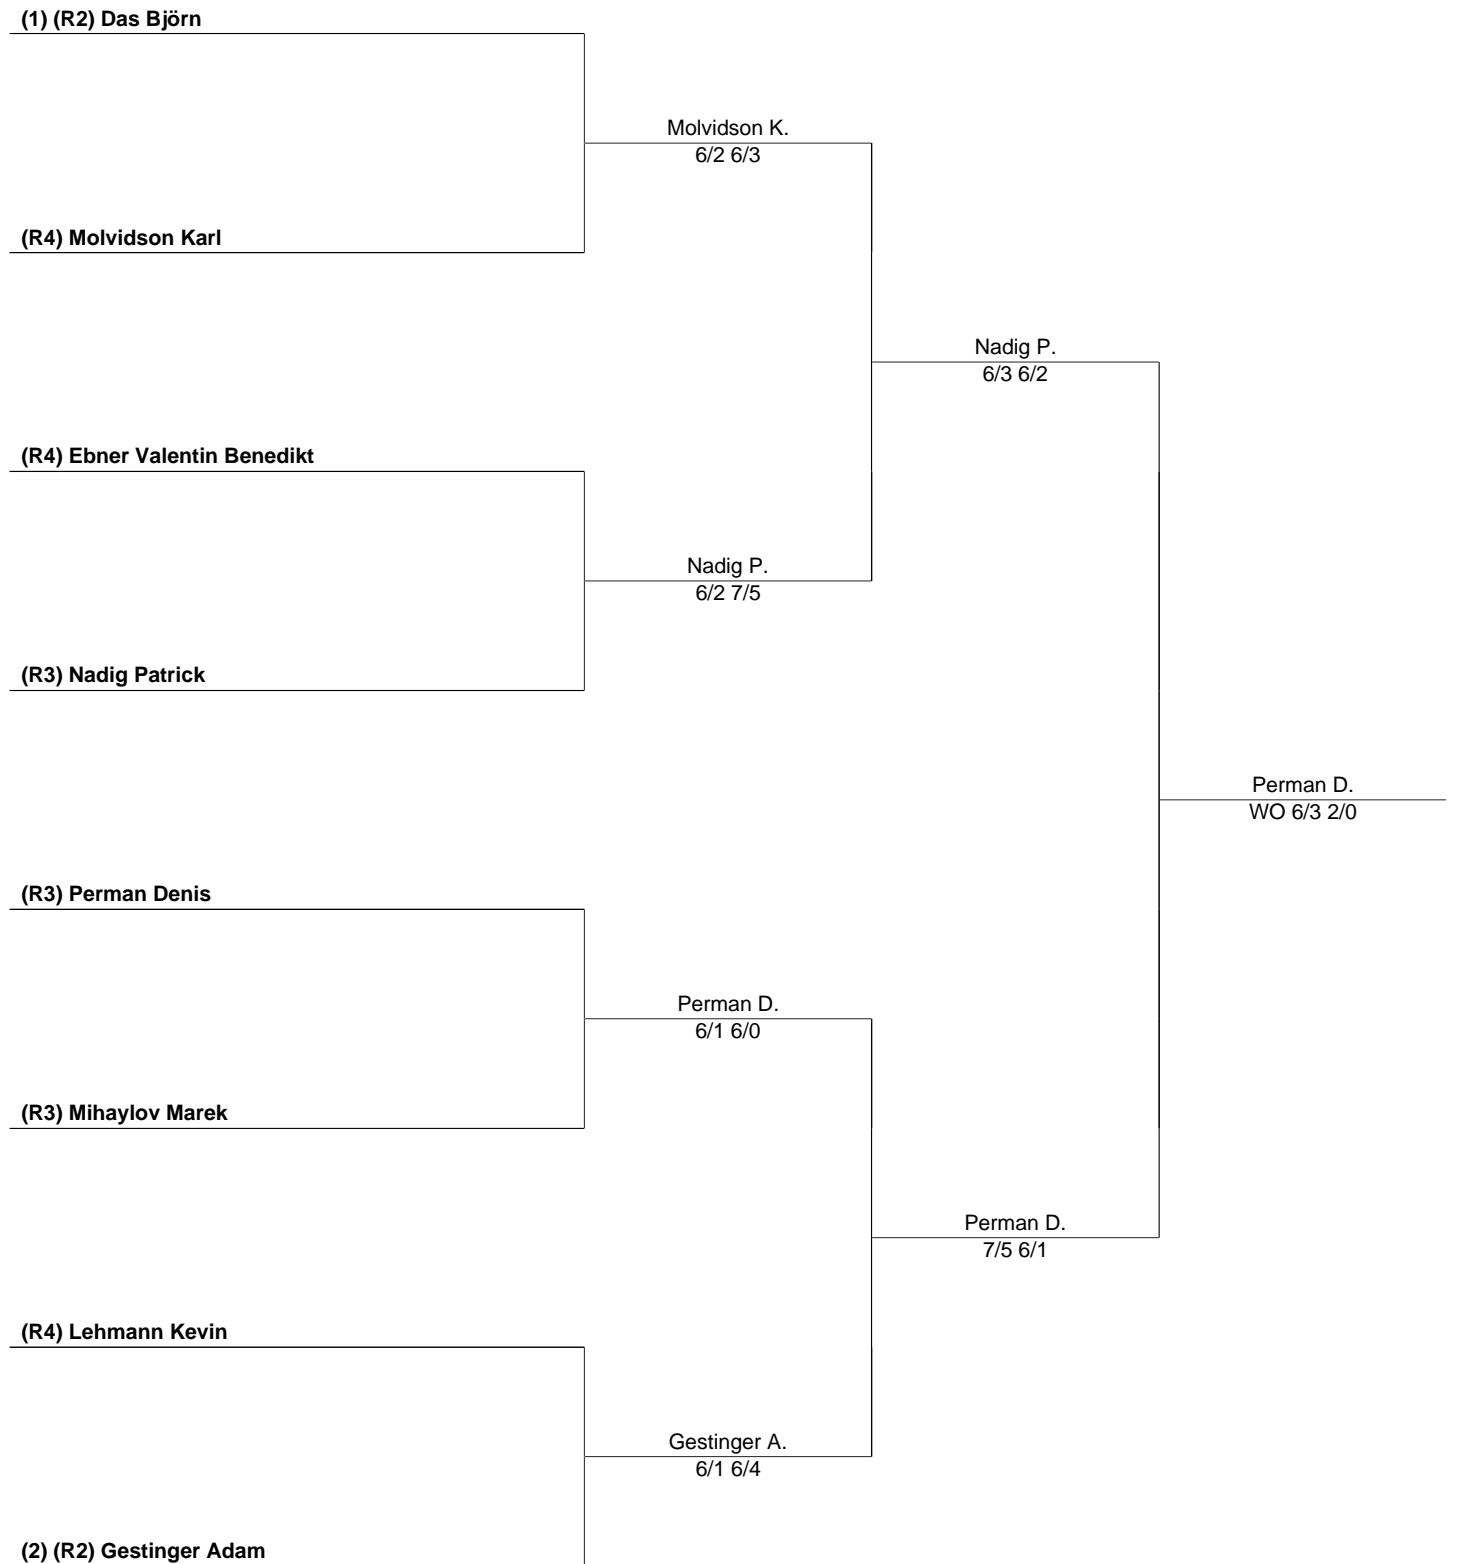 (1) (R2) Das Björn
Molvidson K.
6/2 6/3
(R4) Molvidson Karl
Nadig P.
6/3 6/2
(R4) Ebner Valentin Benedikt
Nadig P.
6/2 7/5
(R3) Nadig Patrick
Perman D.
WO 6/3 2/0
(R3) Perman Denis
Perman D.
6/1 6/0
(R3) Mihaylov Marek
Perman D.
7/5 6/1
(R4) Lehmann Kevin
Gestinger A.
6/1 6/4
(2) (R2) Gestinger Adam